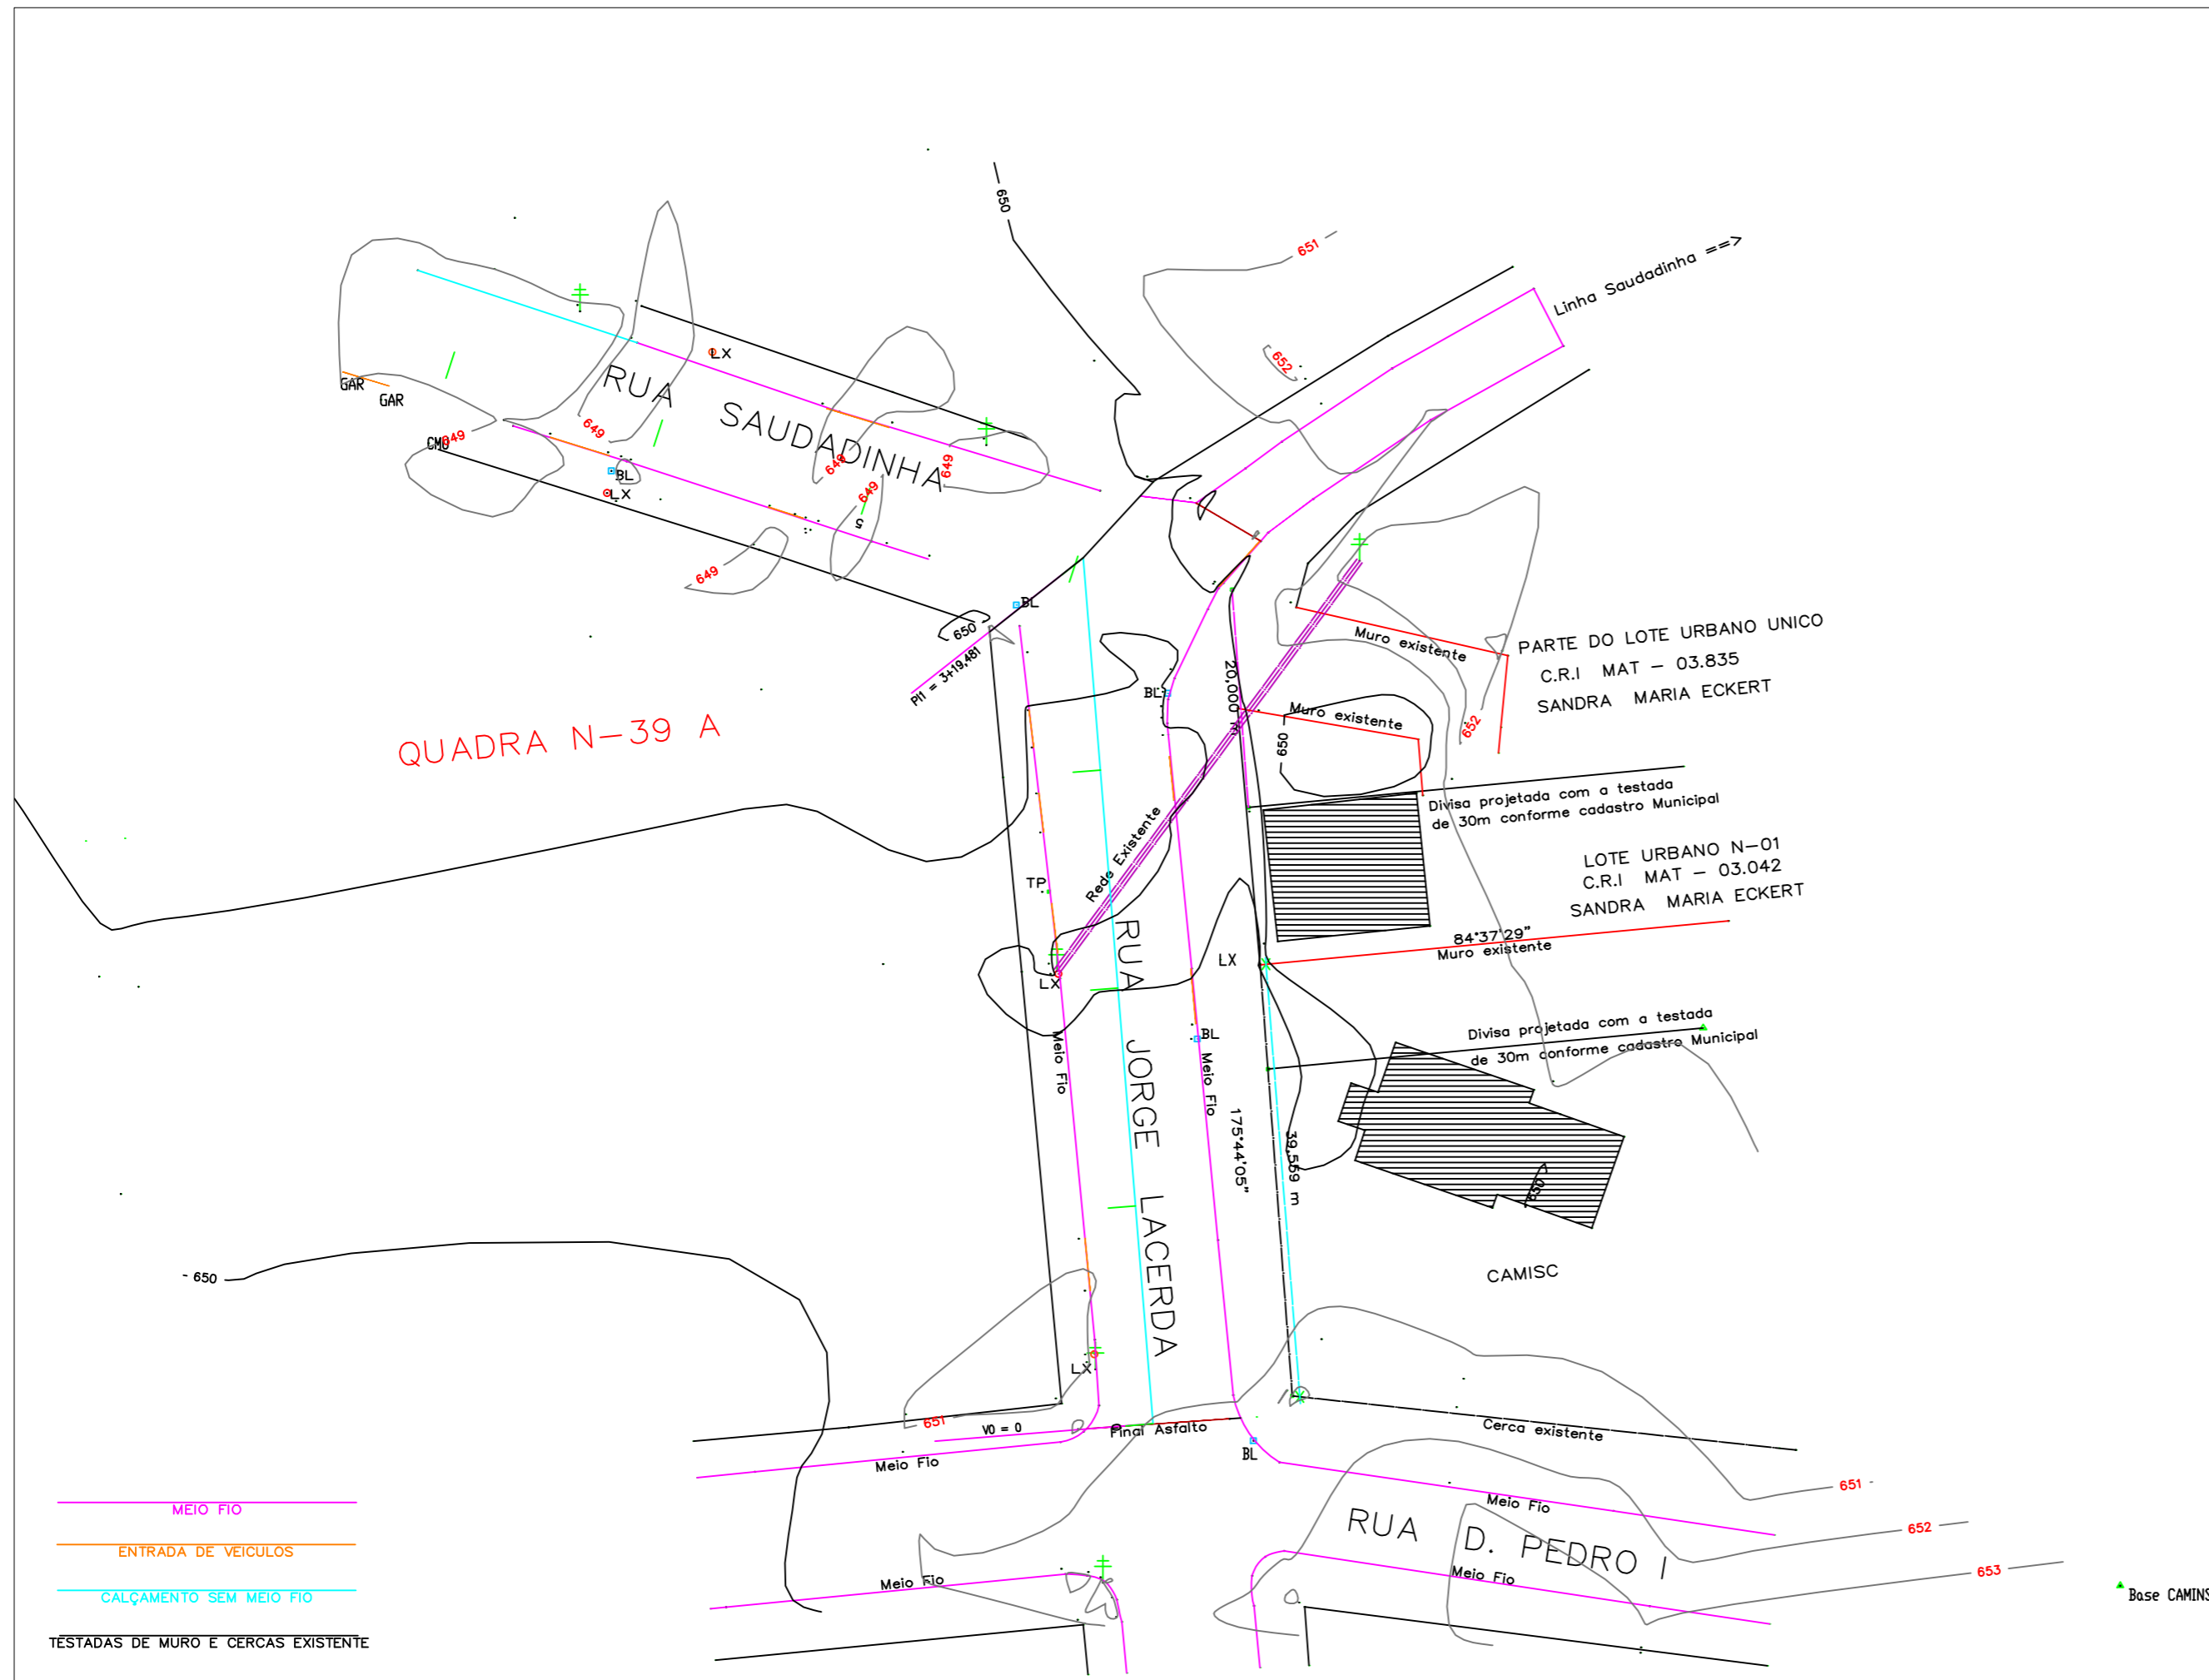 650
651
Linha Saudadinha ==>
652
LX
RUA SAUDADINHA
GAR
GAR
CMU
649
649
649
649
649
BL
LX
5
649
BL
650
PI1 = 3+19,481
Muro existente
PARTE DO LOTE URBANO UNICO
C.R.I MAT - 03.835
SANDRA MARIA ECKERT
BL
20,000 m
Muro existente
652
650
QUADRA N-39 A
Divisa projetada com a testada
de 30m conforme cadastro Municipal
Rede Existente
LOTE URBANO N-01
C.R.I MAT - 03.042
SANDRA MARIA ECKERT
TP
84°37'29"
Muro existente
LX
LX
RUA JORGE LACERDA
Divisa projetada com a testada
de 30m conforme cadastro Municipal
BL
Meio Fio
Meio Fio
175°44'05"
39,559 m
650
650
CAMISC
LX
651
V0 = 0
Final Asfalto
Cerca existente
BL
Meio Fio
651
Meio Fio
652
RUA D. PEDRO I
Meio Fio
Meio Fio
653
Base CAMINS
MEIO FIO
ENTRADA DE VEICULOS
CALÇAMENTO SEM MEIO FIO
TESTADAS DE MURO E CERCAS EXISTENTE